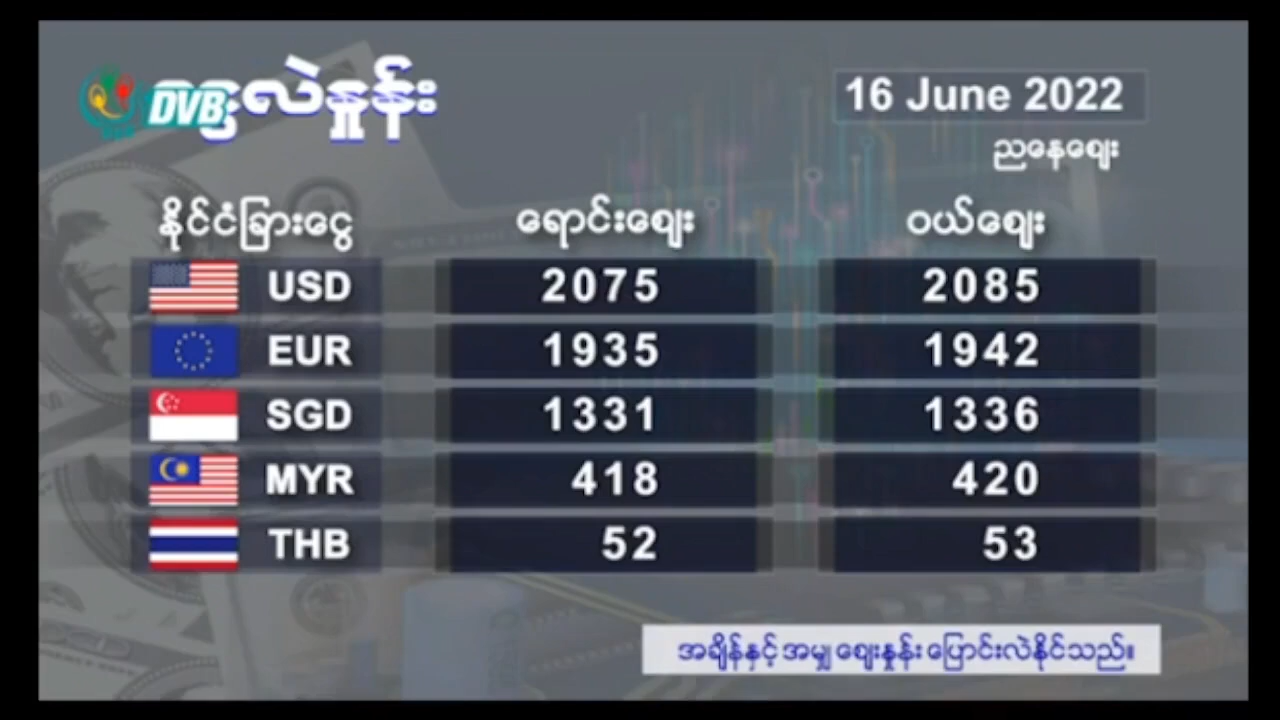 DVB ငွေလဲနှုန်း
16 June 2022
ညနေဈေး
နိုင်ငံခြားငွေ ရောင်းဈေး ဝယ်ဈေး
USD 2075 2085
EUR 1935 1942
SGD 1331 1336
MYR 418 420
THB 52 53
အချိန်နှင့် အမျှ ဈေးနှုန်း ပြောင်းလဲနိုင်သည်။